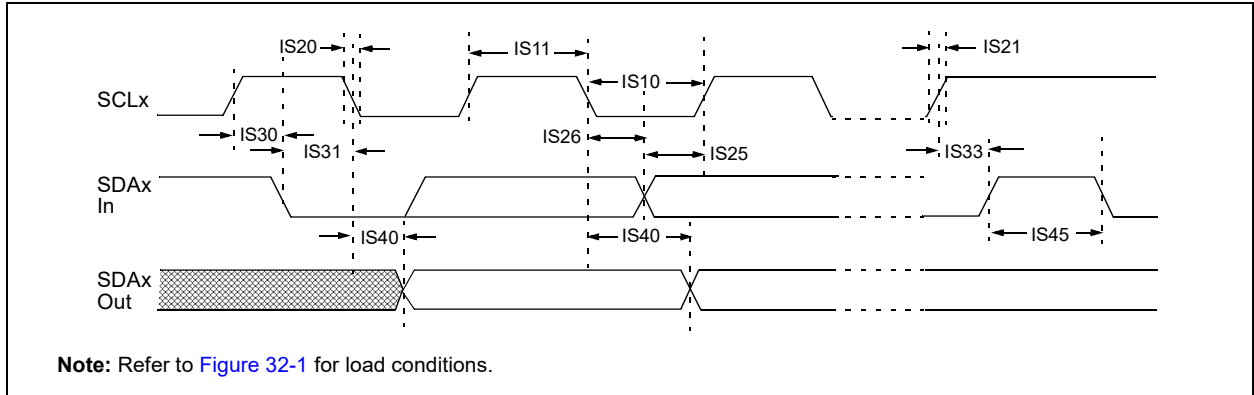 IS20
IS11
IS21
IS10
SCLx
IS30
IS26
IS31
IS25
IS33
SDAx
In
IS40
IS40
IS45
SDAx
Out
Note: Refer to Figure 32-1 for load conditions.